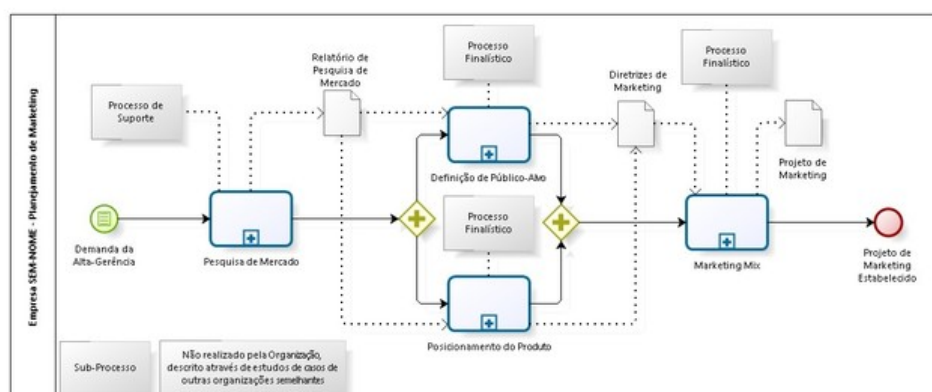 Empresa SEM-NOME - Planejamento de Marketing
Processo de
Suporte
Relatório de
Pesquisa de
Mercado
Processo
Finalístico
Diretrizes de
Marketing
Processo
Finalístico
Projeto de
Marketing
Definição de Público-Alvo
Processo
Finalístico
Demanda da
Alta-Gerência
Pesquisa de Mercado
Marketing Mix
Projeto de
Marketing
Estabelecido
Posicionamento do Produto
Sub-Processo
Não realizado pela Organização,
descrito através de estudos de casos de
outras organizações semelhantes